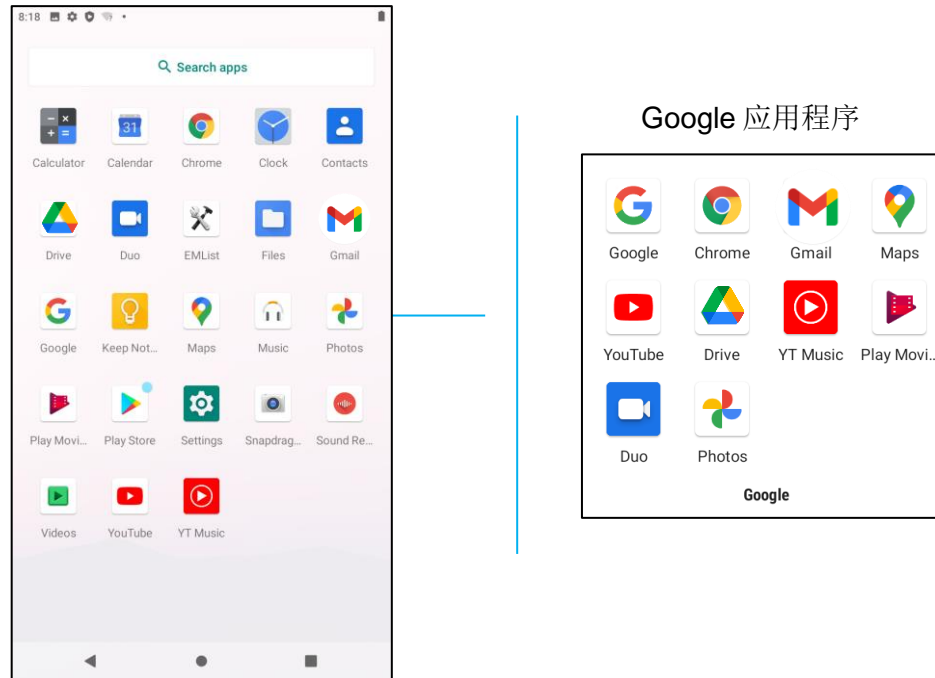 8:18
Search apps
Calculator Calendar Chrome Clock Contacts
31
Drive Duo EMList Files Gmail
Google Keep Not... Maps Music Photos
Play Movi... Play Store Settings Snapdrag... Sound Re...
Videos YouTube YT Music
Google 应用程序
Google Chrome Gmail Maps
YouTube Drive YT Music Play Movi..
Duo Photos
Google